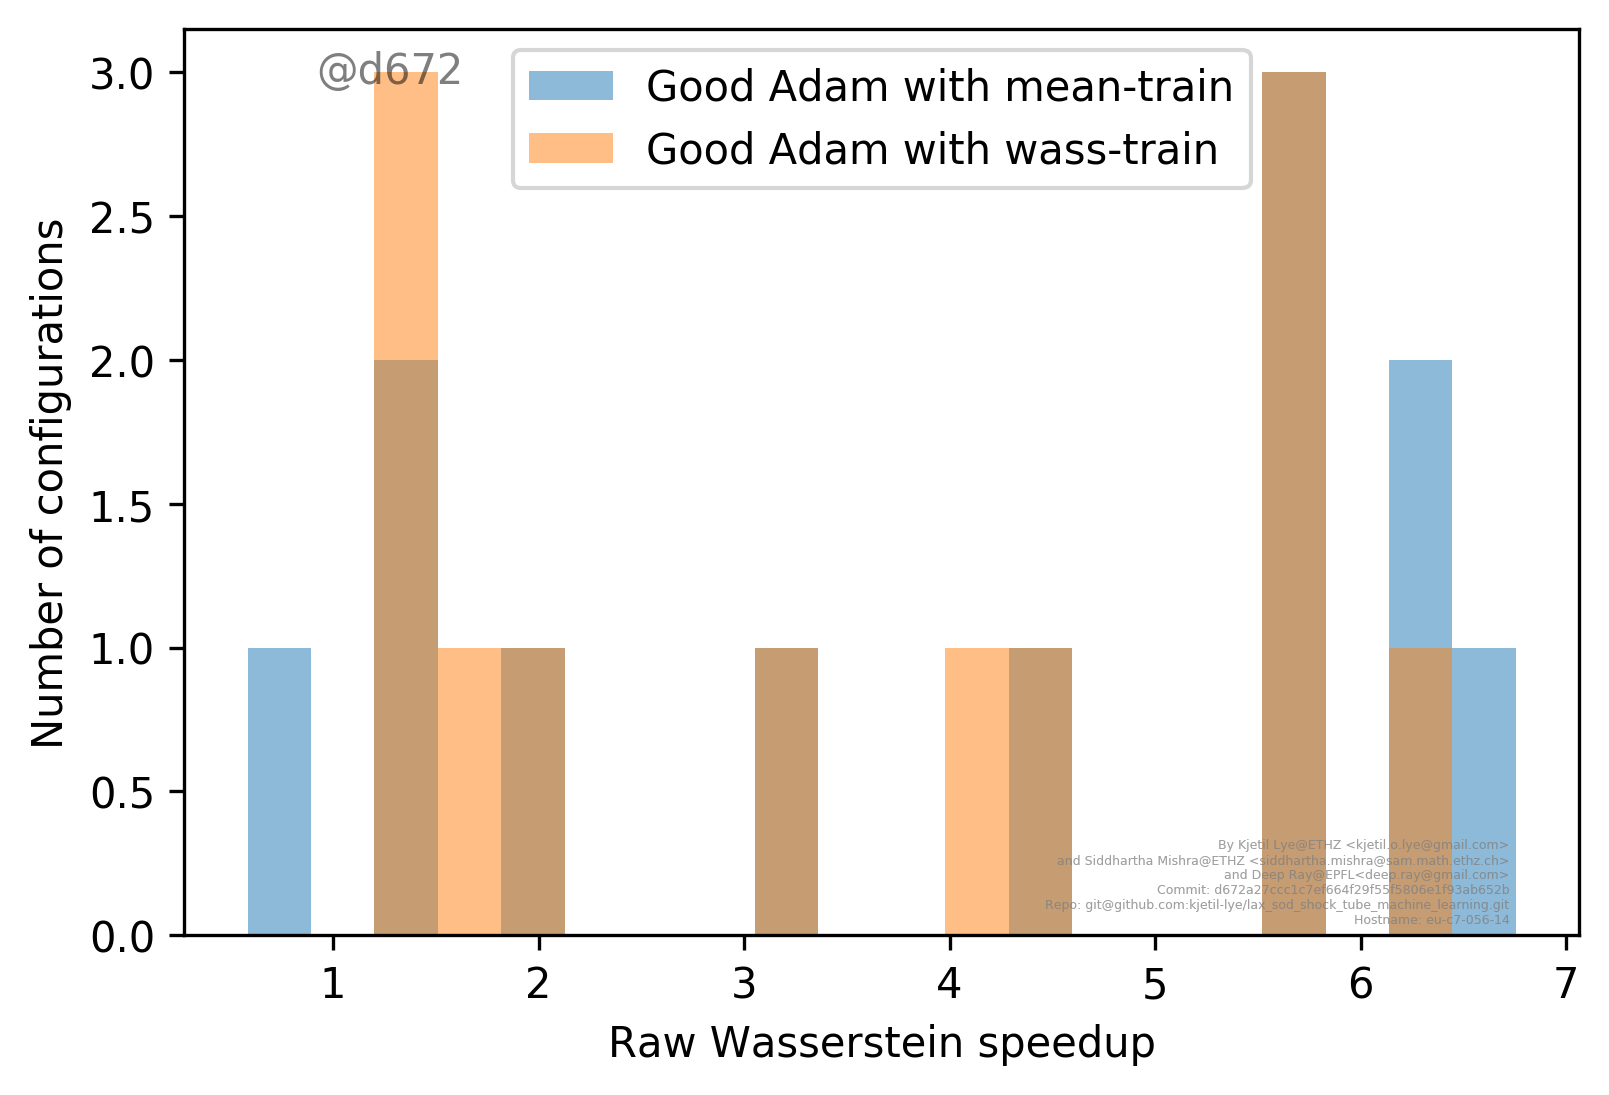 @d672
Good Adam with mean-train
Good Adam with wass-train
3.0
2.5
2.0
1.5
1.0
0.5
0.0
Number of configurations
1 2 3 4 5 6 7
Raw Wasserstein speedup
By Kjetil Lye@ETHZ <kjetil.o.lye@gmail.com>
and Siddhartha Mishra@ETHZ <siddhartha.mishra@sam.math.ethz.ch>
and Deep Ray@EPFL<deep.ray@gmail.com>
Commit: d672a27ccc1c7ef664f29f55f5806e1f93ab652b
Repo: git@github.com:kjetil-lye/lax_sod_shock_tube_machine_learning.git
Hostname: eu-c7-056-14